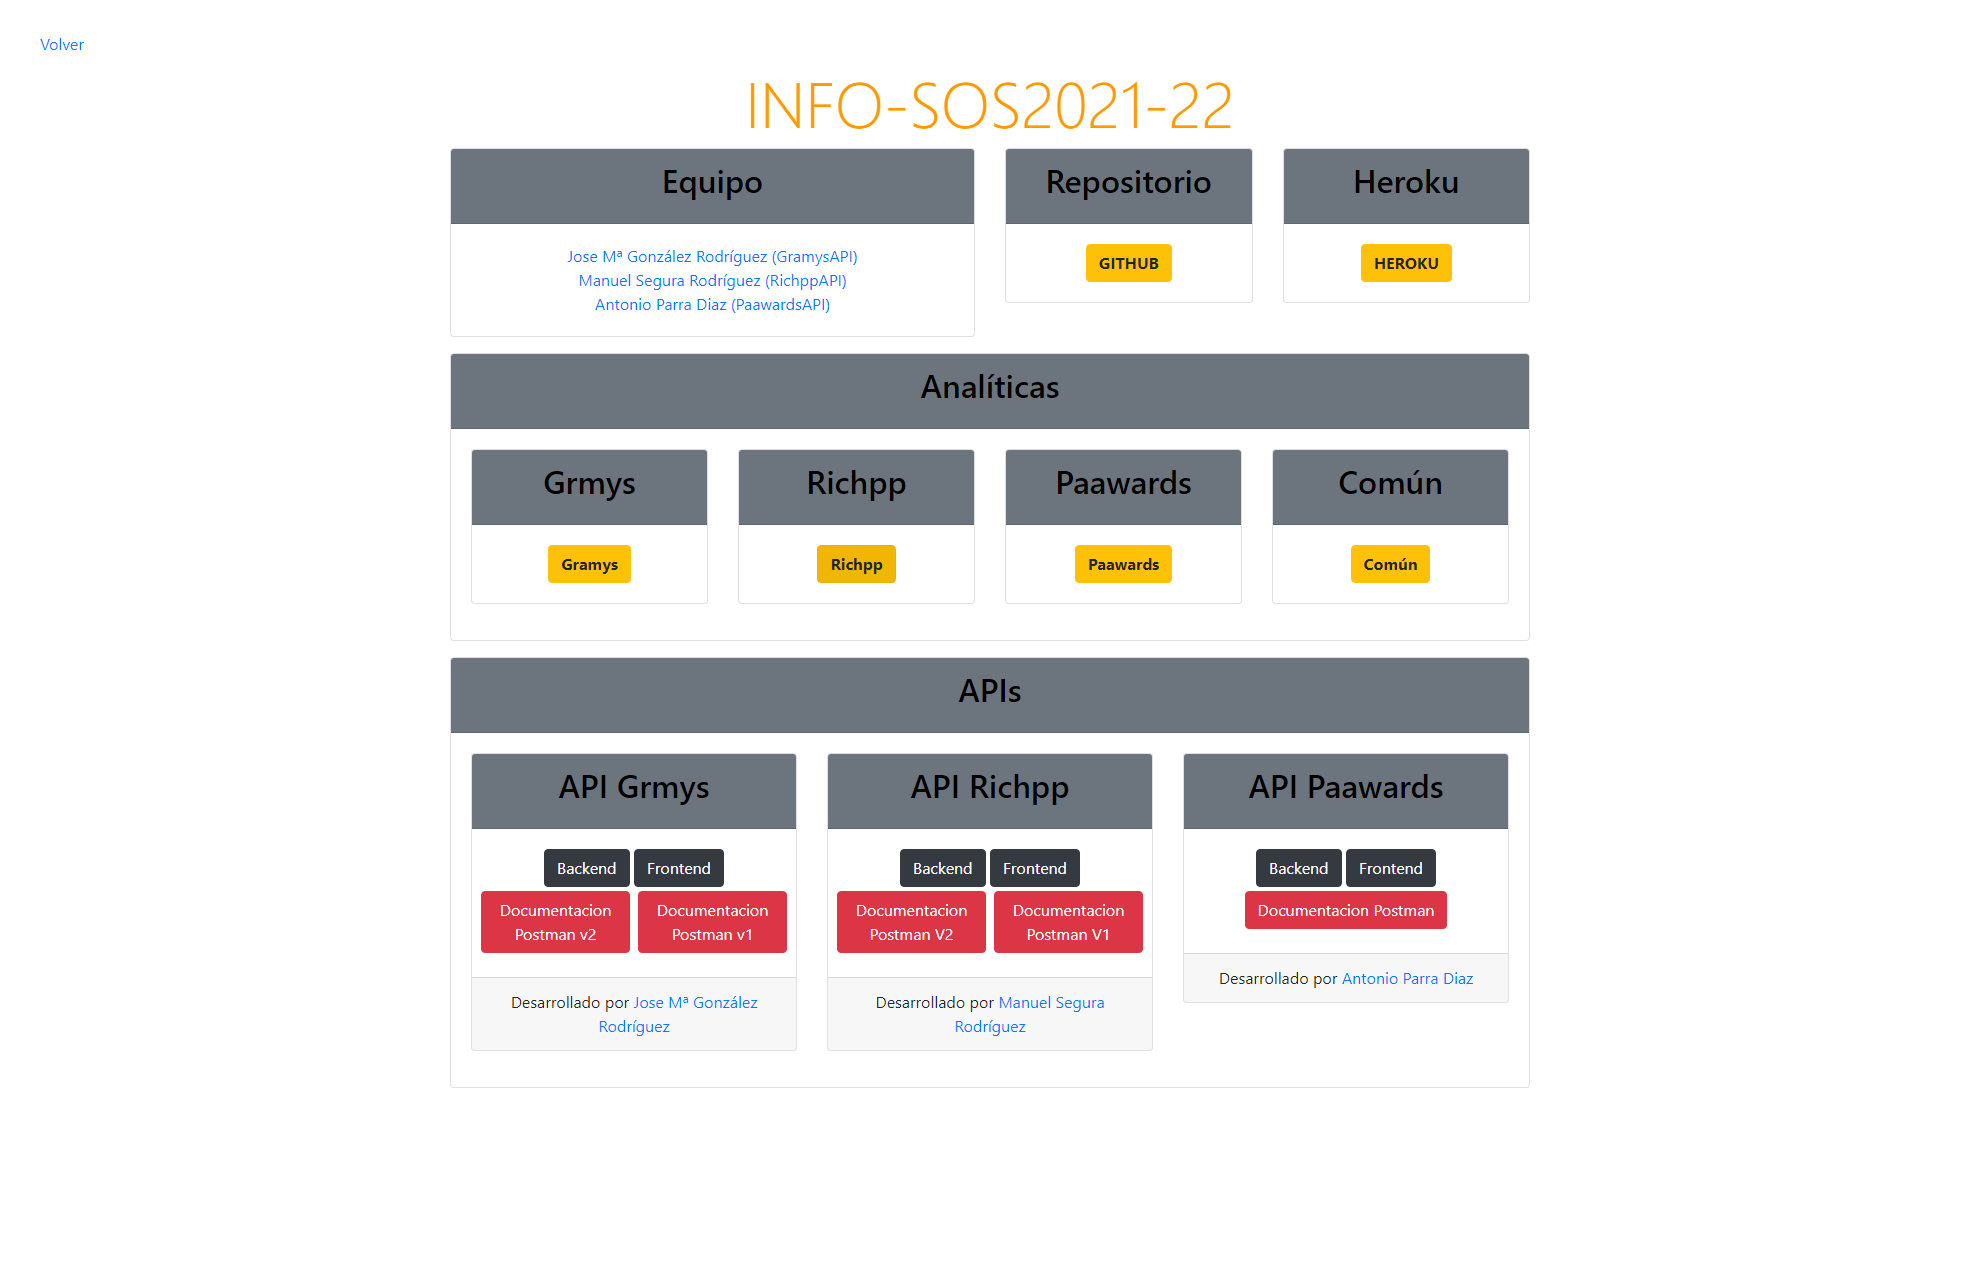 Volver
INFO-SOS2021-22
Equipo
Jose Mª González Rodríguez (GramysAPI)
Manuel Segura Rodríguez (RichppAPI)
Antonio Parra Diaz (PaawardsAPI)
Repositorio
GITHUB
Heroku
HEROKU
Analíticas
Grmys
Gramys
Richpp
Richpp
Paawards
Paawards
Común
Común
APIs
API Grmys
Backend
Frontend
Documentacion
Postman v2
Documentacion
Postman v1
Desarrollado por Jose Mª González
Rodríguez
API Richpp
Backend
Frontend
Documentacion
Postman V2
Documentacion
Postman V1
Desarrollado por Manuel Segura
Rodríguez
API Paawards
Backend
Frontend
Documentacion Postman
Desarrollado por Antonio Parra Diaz